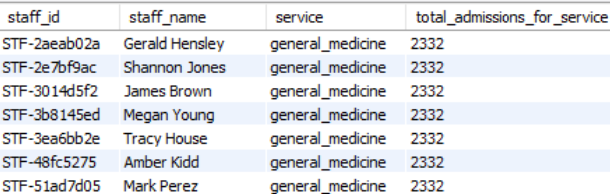 staff_id staff_name service total_admissions_for_service
STF-2aeab02a Gerald Hensley general_medicine 2332
STF-2e7bf9ac Shannon Jones general_medicine 2332
STF-3014d5f2 James Brown general_medicine 2332
STF-3b8145ed Megan Young general_medicine 2332
STF-3ea6bb2e Tracy House general_medicine 2332
STF-48fc5275 Amber Kidd general_medicine 2332
STF-51ad7d05 Mark Perez general_medicine 2332